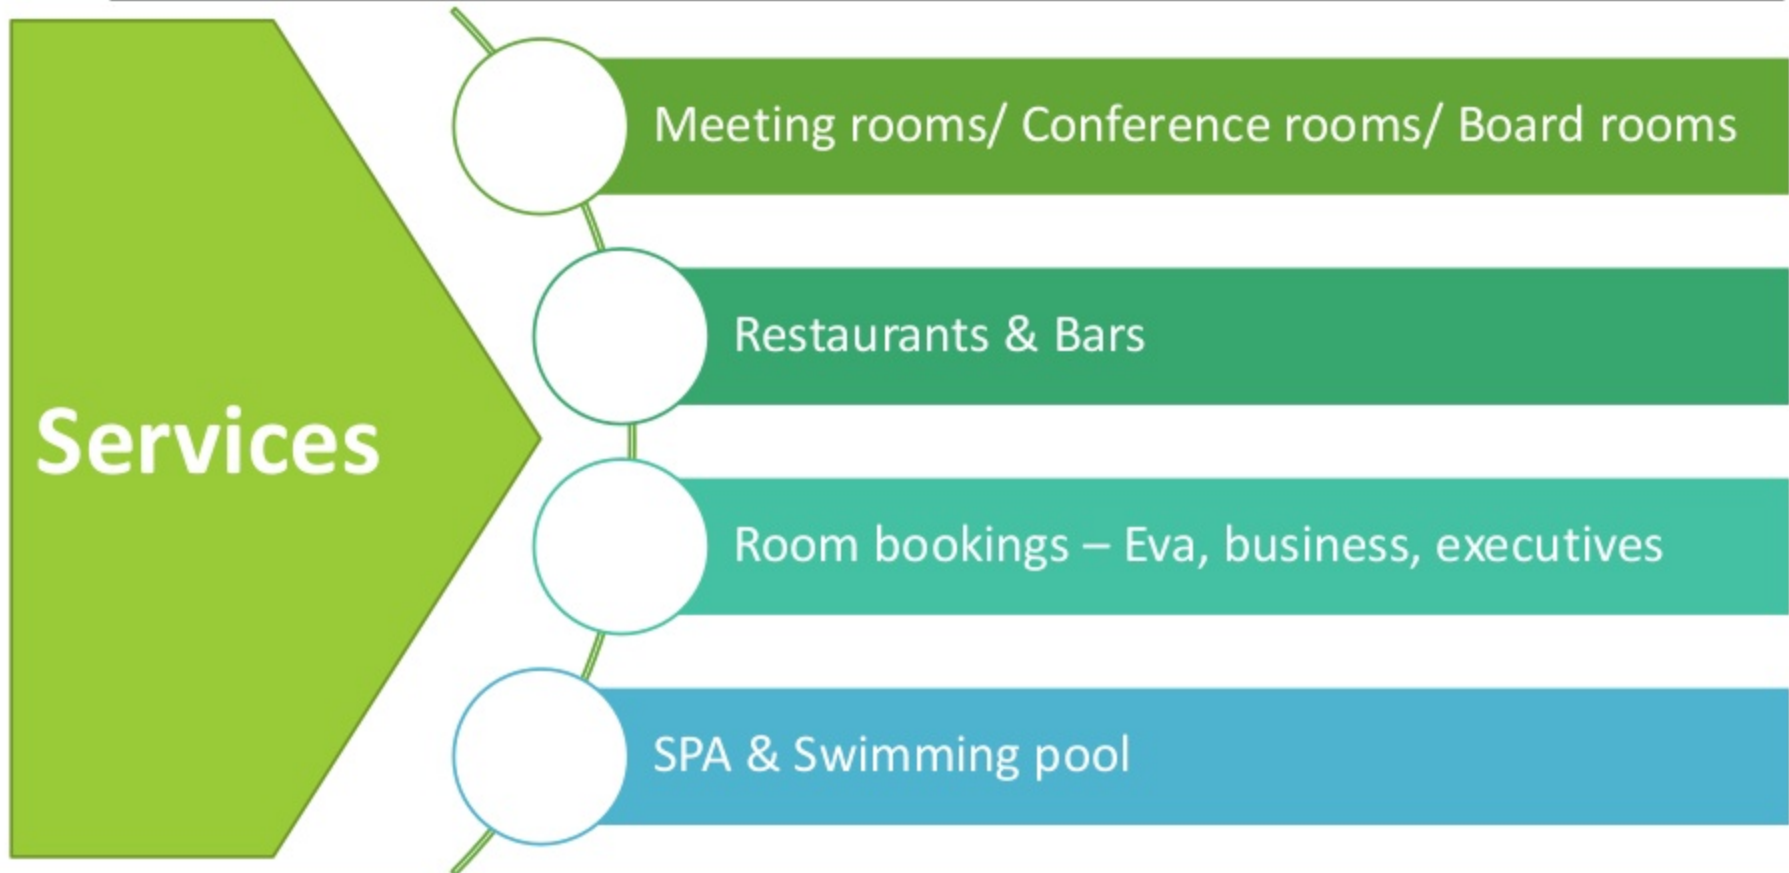 Services
Meeting rooms/ Conference rooms/ Board rooms
Restaurants & Bars
Room bookings – Eva, business, executives
SPA & Swimming pool